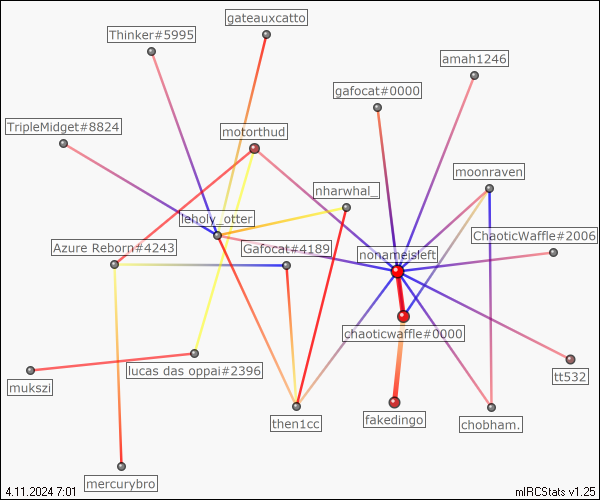 gateauxcatto
Thinker#5995
amah1246
gafocat#0000
TripleMidget#8824
motorthud
moonraven
nharwhal_
leholy_otter
ChaoticWaffle#2006
Azure Reborn#4243
Gafocat#4189
nonameisleft
chaoticwaffle#0000
lucas das oppai#2396
tt532
mukszi
fakedingo
then1cc
chobham.
mercurybro
4.11.2024 7:01
mIRCStats v1.25